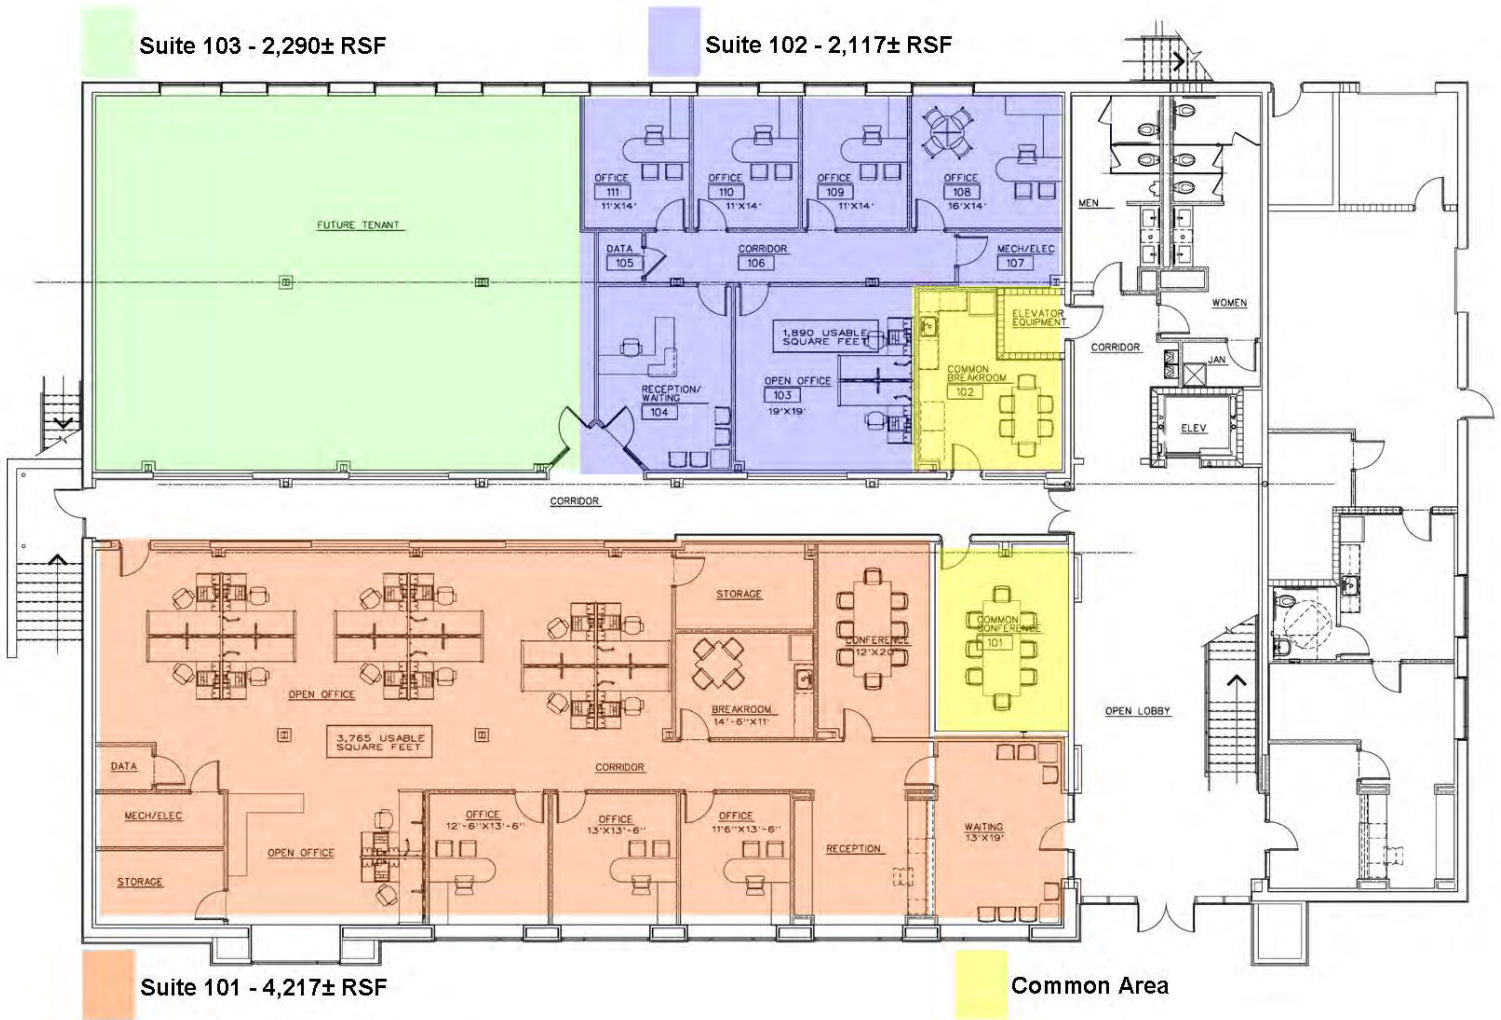 Suite 103 - 2,290± RSF
Suite 102 - 2,117± RSF
FUTURE TENANT
OFFICE
111
11'X14'
OFFICE
110
11'X14'
OFFICE
109
11'X14'
OFFICE
108
16'X14'
MEN
WOMEN
DATA
105
CORRIDOR
106
MECH/ELEC
107
ELEVATOR
EQUIPMENT
CORRIDOR
JAN
ELEV
1,890 USABLE
SQUARE FEET
RECEPTION/
WAITING
104
OPEN OFFICE
103
19'X19'
COMMON
BREAKROOM
102
CORRIDOR
STORAGE
CONFERENCE
12'X20'
COMMON
CONFERENCE
101
OPEN OFFICE
BREAKROOM
14'-6"X11'
OPEN LOBBY
3,765 USABLE
SQUARE FEET
DATA
CORRIDOR
MECH/ELEC
OFFICE
12'-6"X13'-6"
OFFICE
13'X13'-6"
OFFICE
11'6"X13'-6"
WAITING
13'X19'
OPEN OFFICE
RECEPTION
STORAGE
Suite 101 - 4,217± RSF
Common Area